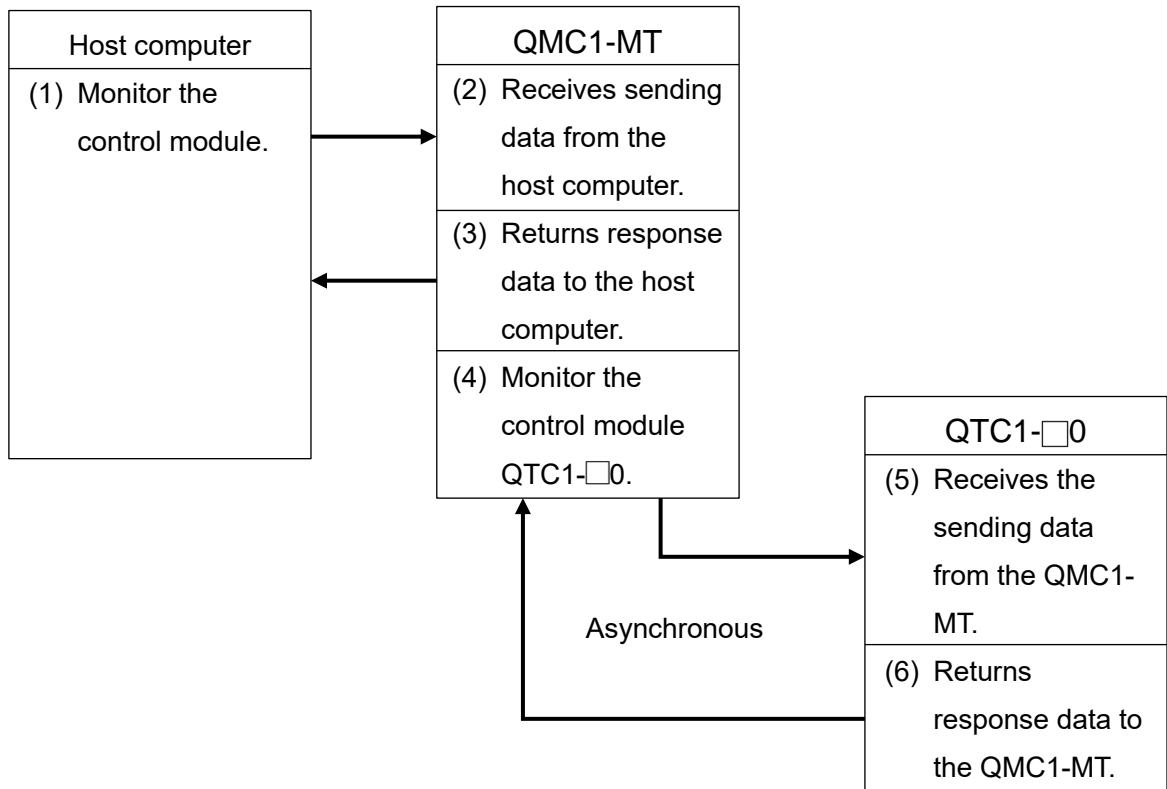 Host computer
(1) Monitor the
control module.
QMC1-MT
(2) Receives sending
data from the
host computer.
(3) Returns response
data to the host
computer.
(4) Monitor the
control module
QTC1-□0.
Asynchronous
QTC1-□0
(5) Receives the
sending data
from the QMC1-
MT.
(6) Returns
response data to
the QMC1-MT.